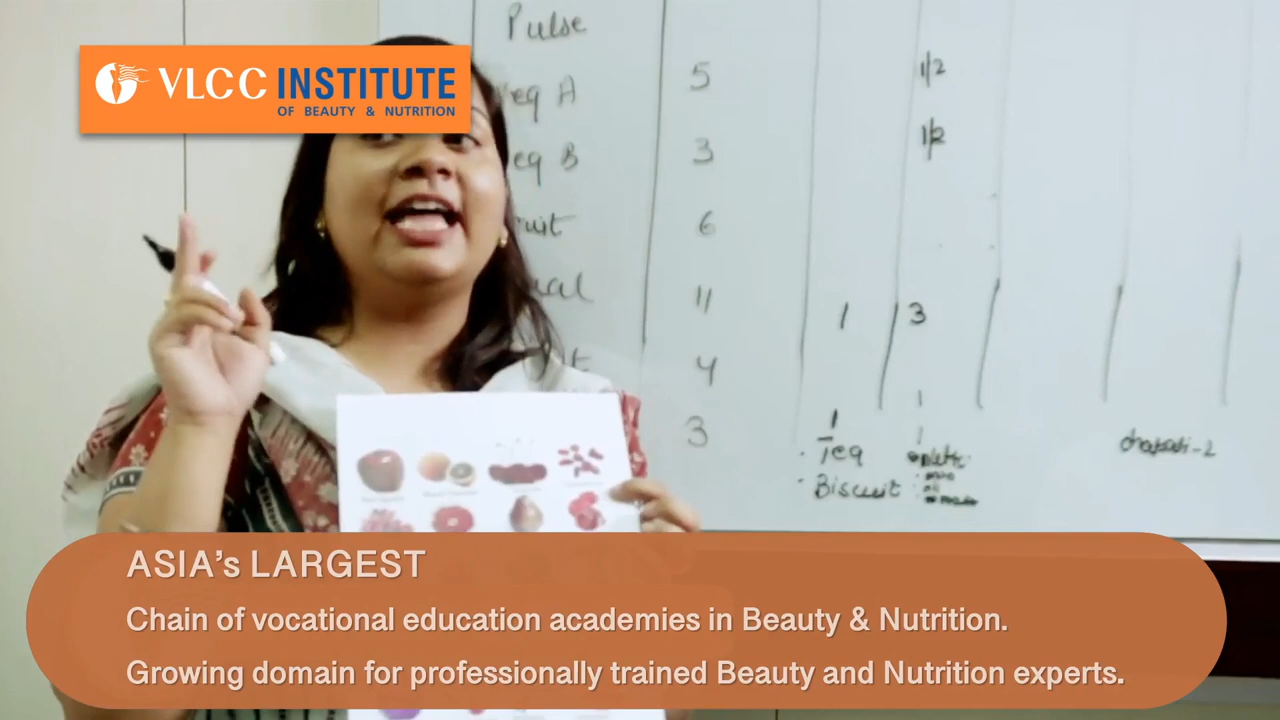 VLCC INSTITUTE
OF BEAUTY & NUTRITION
Pulse
eg A 5 1/2
eg B 3 1/2
uit 6
11 1 3
4
3
1
Teq
Biscuit
chapati-2
ASIA's LARGEST
Chain of vocational education academies in Beauty & Nutrition.
Growing domain for professionally trained Beauty and Nutrition experts.